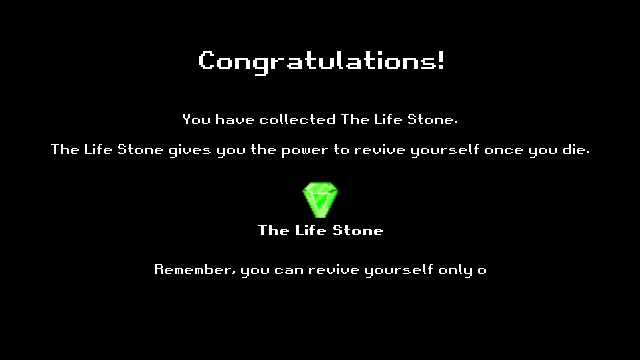 Congratulations!
You have collected The Life Stone.
The Life Stone gives you the power to revive yourself once you die.
The Life Stone
Remember, you can revive yourself only o